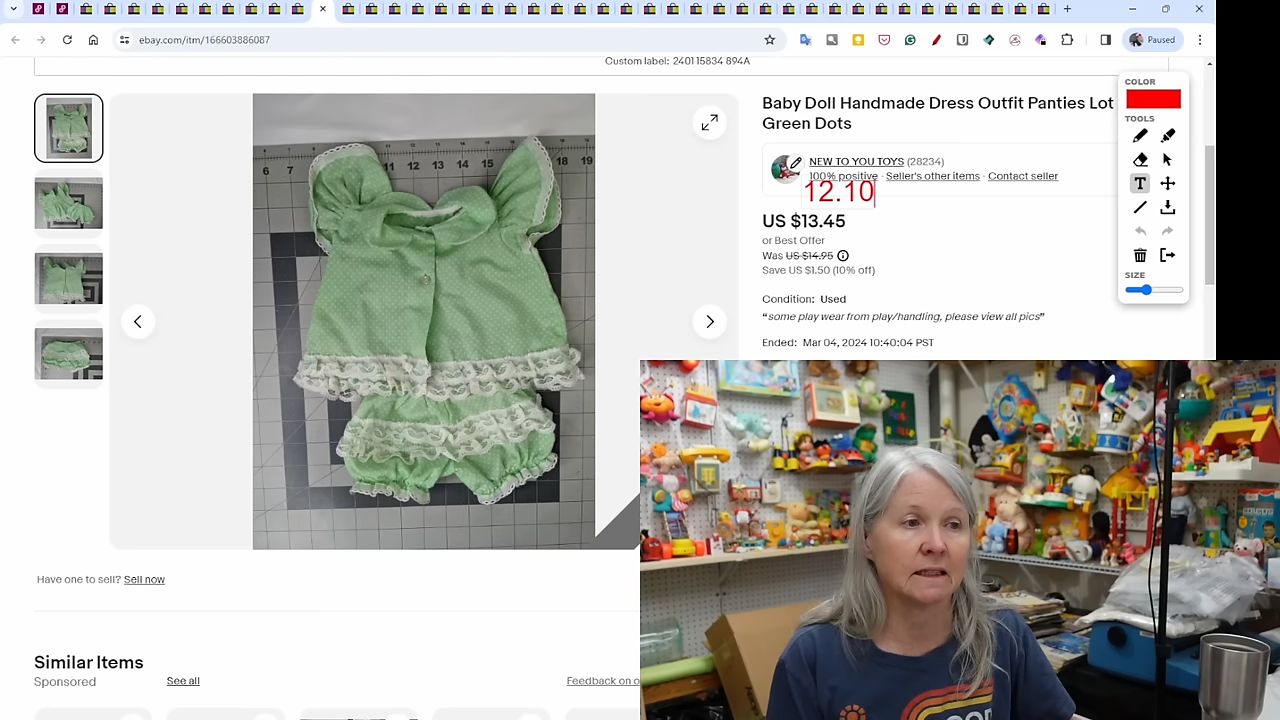 ebay.com/itm/166603886087
Paused
Custom label: 240115834 894A
Baby Doll Handmade Dress Outfit Panties Lot
Green Dots
NEW TO YOU TOYS (28234)
100% positive · Seller's other items · Contact seller
12.10
US $13.45
or Best Offer
Was US $14.95
Save US $1.50 (10% off)
Condition: Used
“some play wear from play/handling, please view all pics”
Ended: Mar 04, 2024 10:40:04 PST
COLOR
TOOLS
T
SIZE
6 7 11 12 13 14 15 18 19
Have one to sell? Sell now
Similar Items
Sponsored
See all
Feedback on